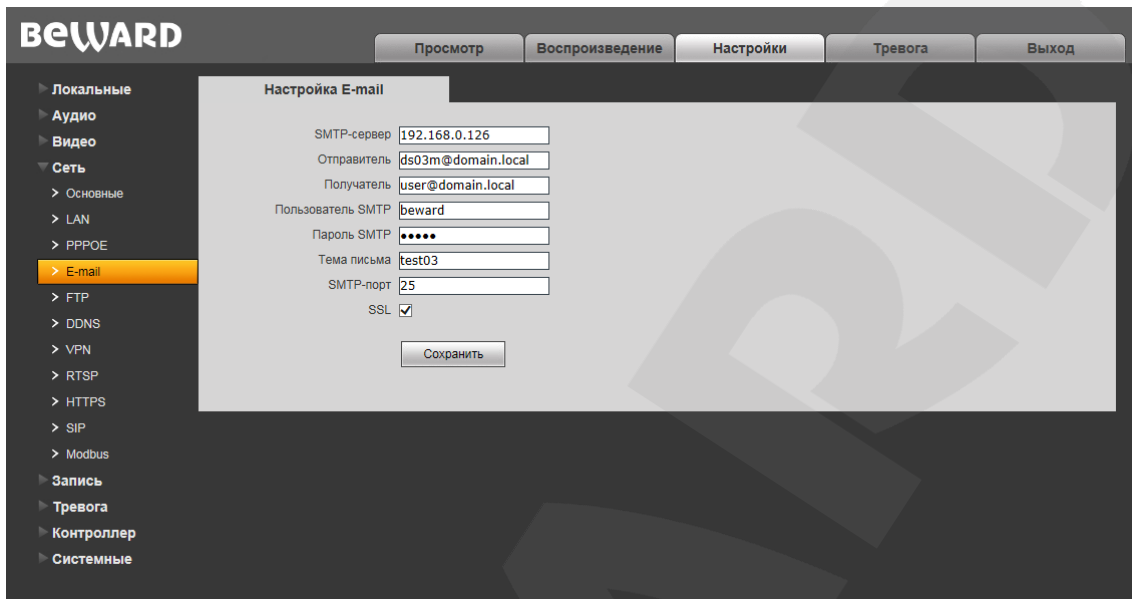 BEWARD
Просмотр Воспроизведение Настройки Тревога Выход
Локальные
Аудио
Видео
Сеть
Основные
LAN
PPPOE
E-mail
FTP
DDNS
VPN
RTSP
HTTPS
SIP
Modbus
Запись
Тревога
Контроллер
Системные
Настройка E-mail
SMTP-сервер 192.168.0.126
Отправитель ds03m@domain.local
Получатель user@domain.local
Пользователь SMTP beward
Пароль SMTP •••••
Тема письма test03
SMTP-порт 25
SSL
Сохранить